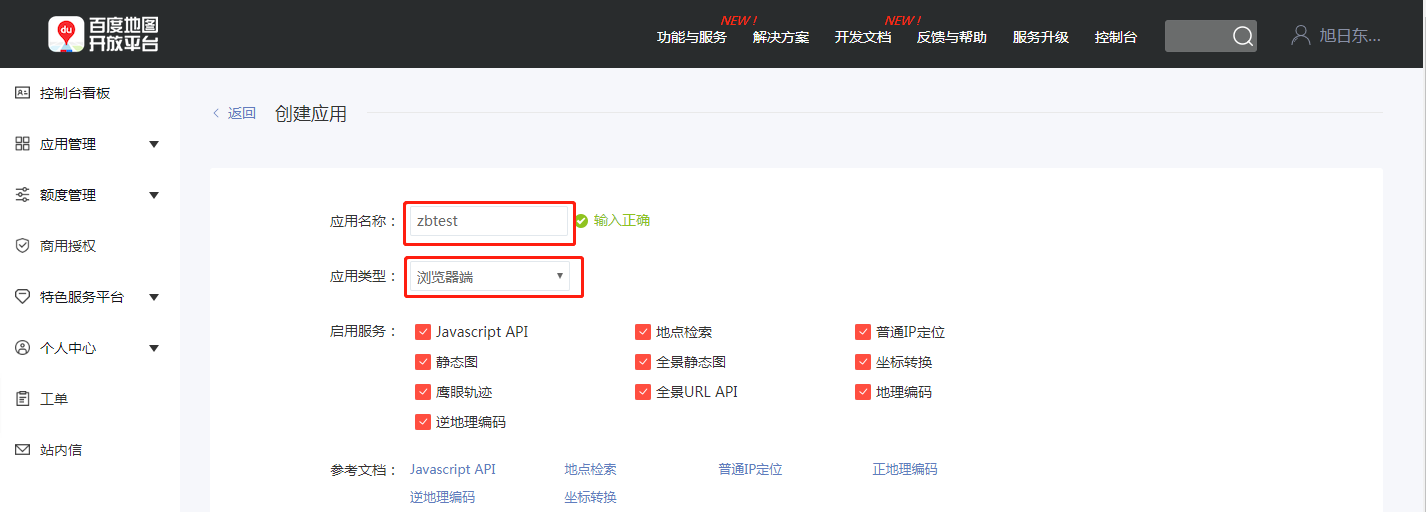 百度地图
开放平台
du
功能与服务 NEW! 解决方案 开发文档 NEW! 反馈与帮助 服务升级 控制台 旭日东...
控制台看板
应用管理
额度管理
商用授权
特色服务平台
个人中心
工单
站内信
返回 创建应用
应用名称： zbtest 输入正确
应用类型： 浏览器端
启用服务： Javascript API 地点检索 普通IP定位
静态图 全景静态图 坐标转换
鹰眼轨迹 全景URL API 地理编码
逆地理编码
参考文档： Javascript API 地点检索 普通IP定位 正地理编码
逆地理编码 坐标转换